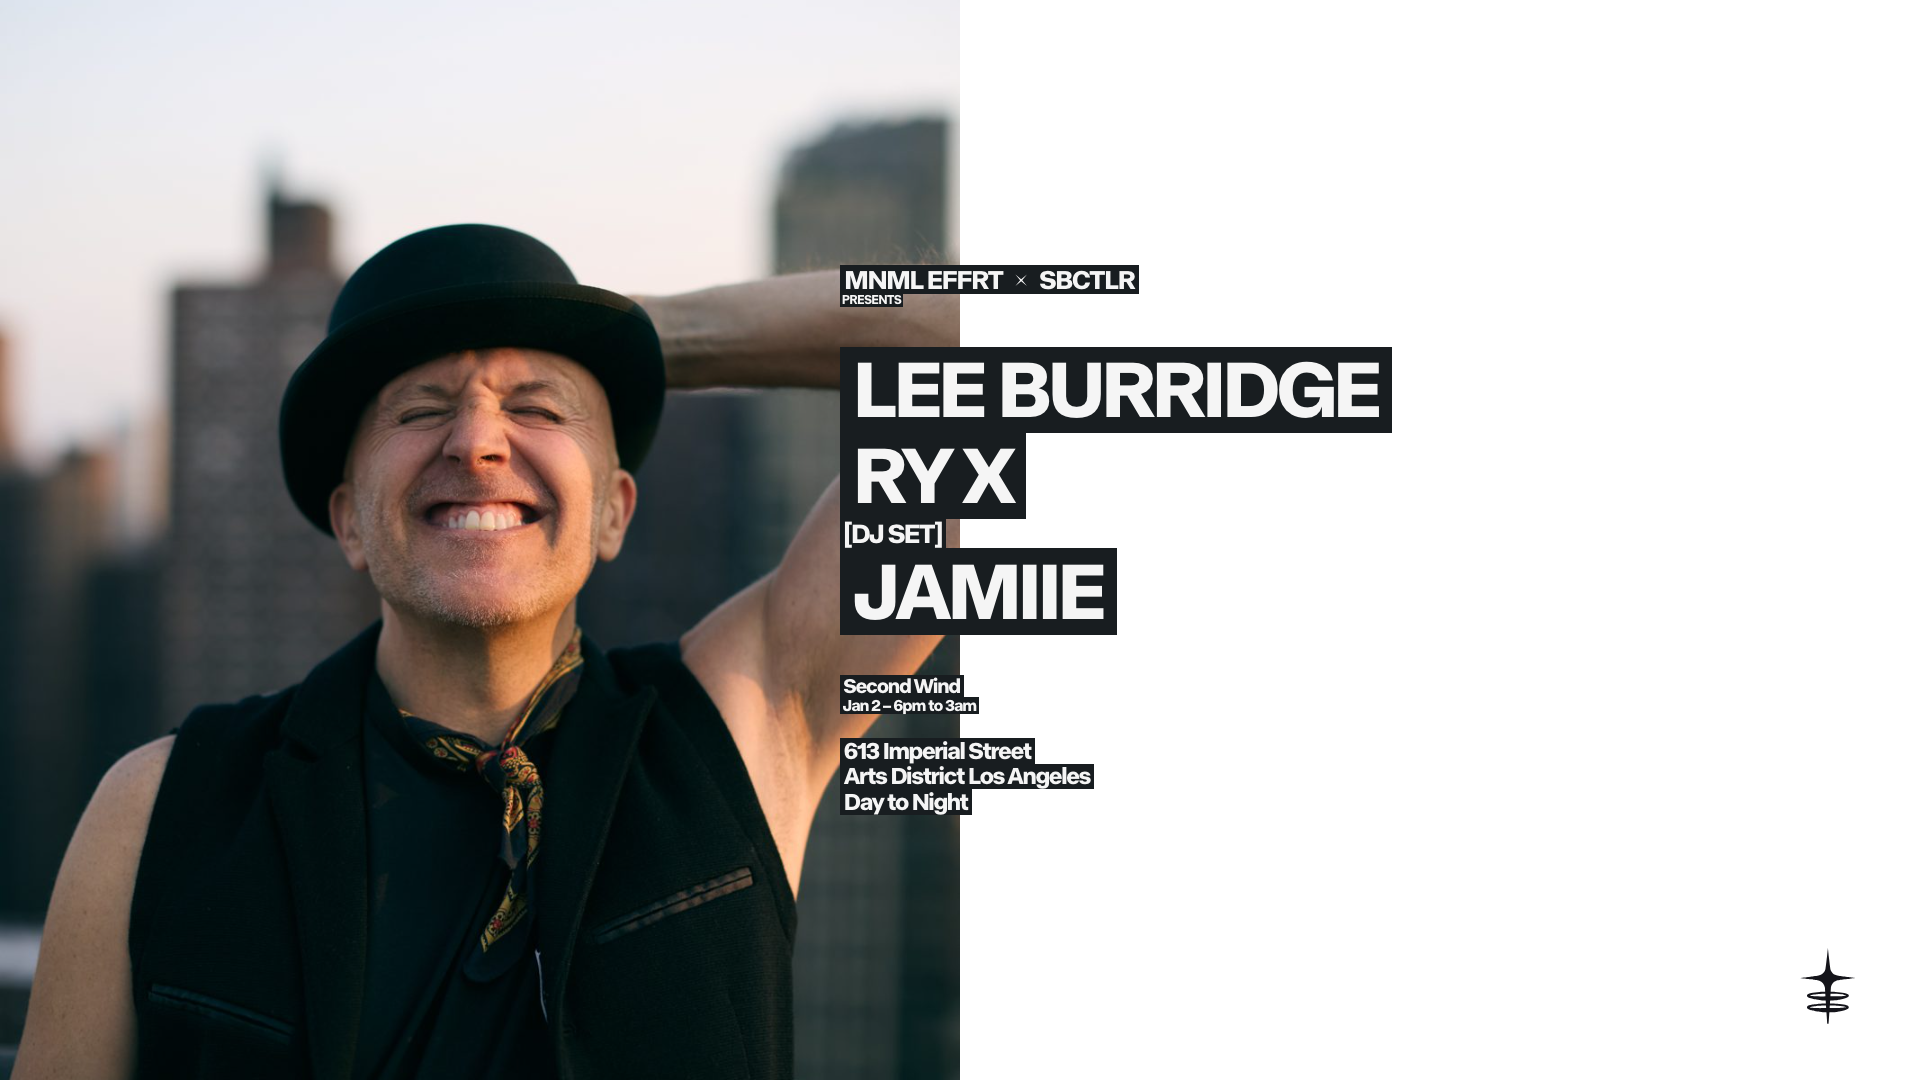 MNML EFFRT × SBCTLR
PRESENTS
LEE BURRIDGE
RY X
[DJ SET]
JAMIIE
Second Wind
Jan 2 – 6pm to 3am
613 Imperial Street
Arts District Los Angeles
Day to Night